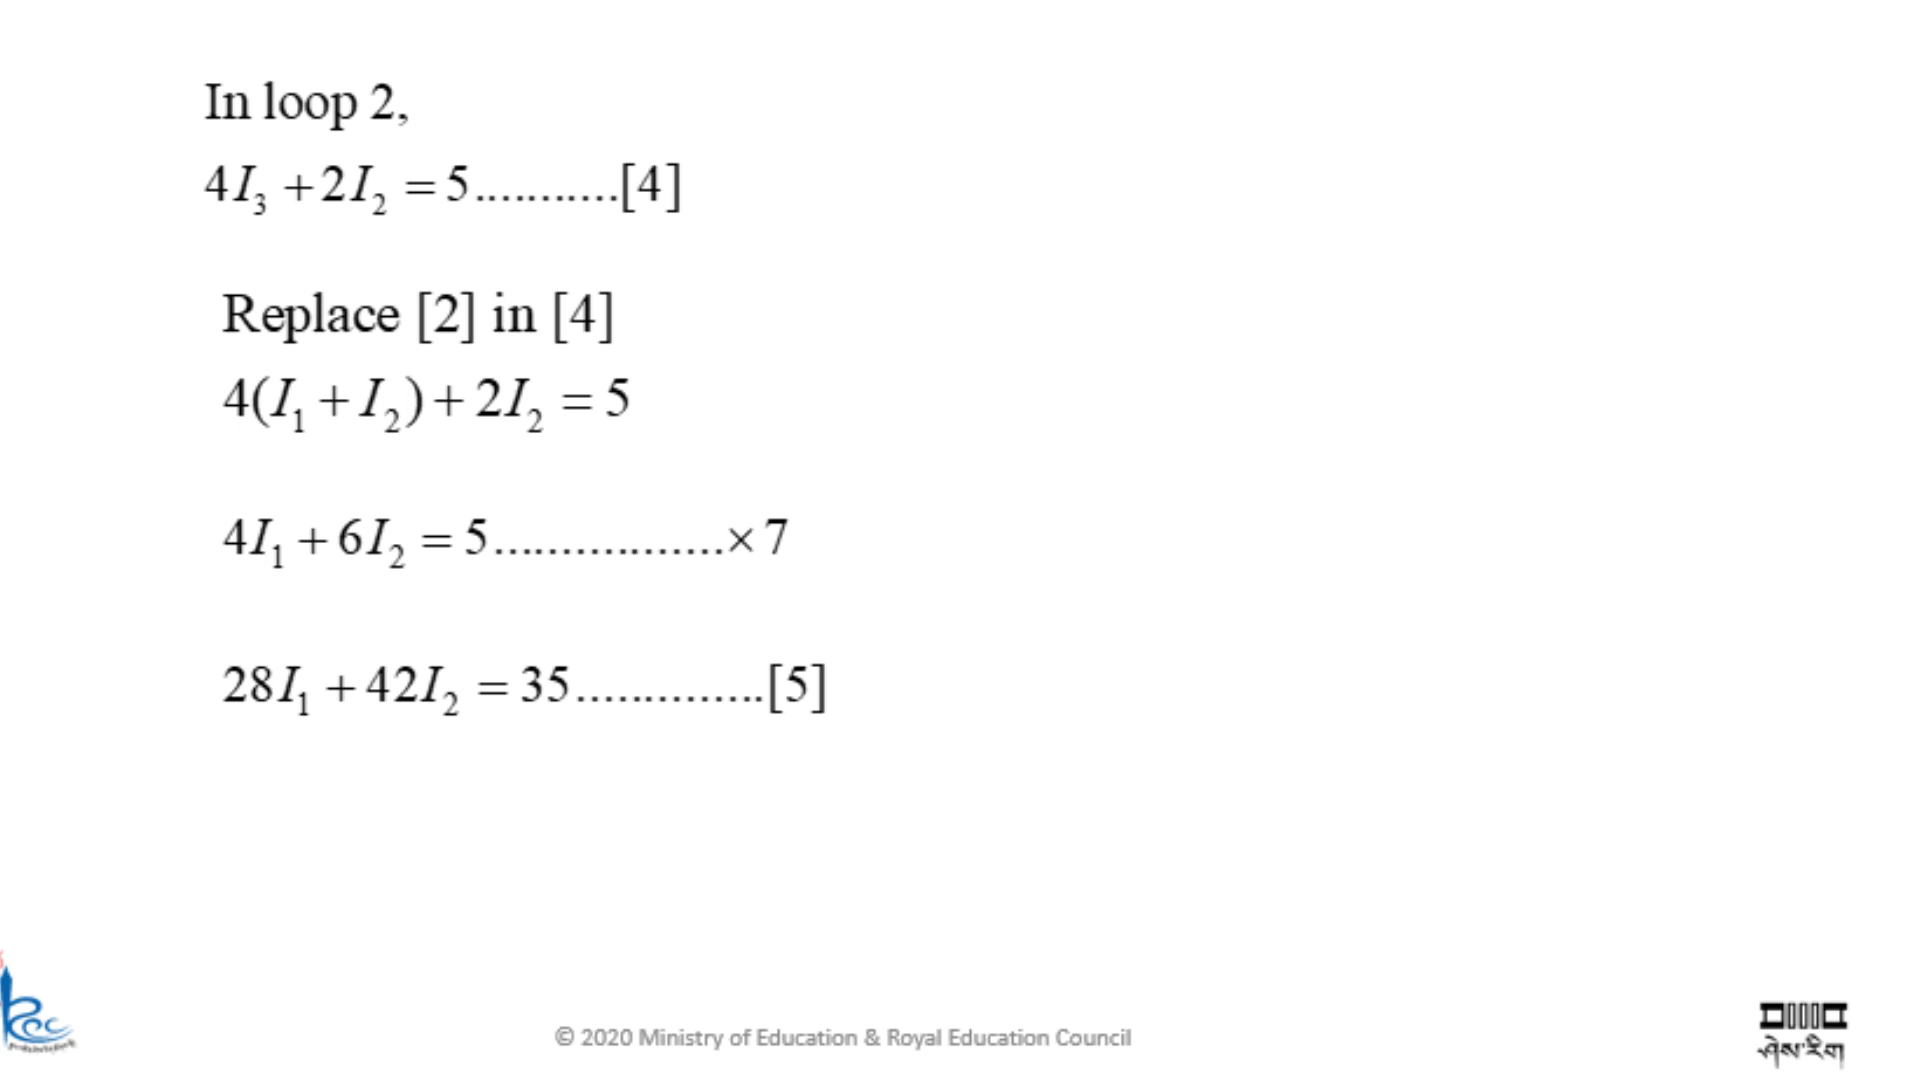 In loop 2,
4I₃ + 2I₂ = 5...........[4]
Replace [2] in [4]
4(I₁ + I₂) + 2I₂ = 5
4I₁ + 6I₂ = 5.................× 7
28I₁ + 42I₂ = 35..............[5]
© 2020 Ministry of Education & Royal Education Council
ཤེས་རིག